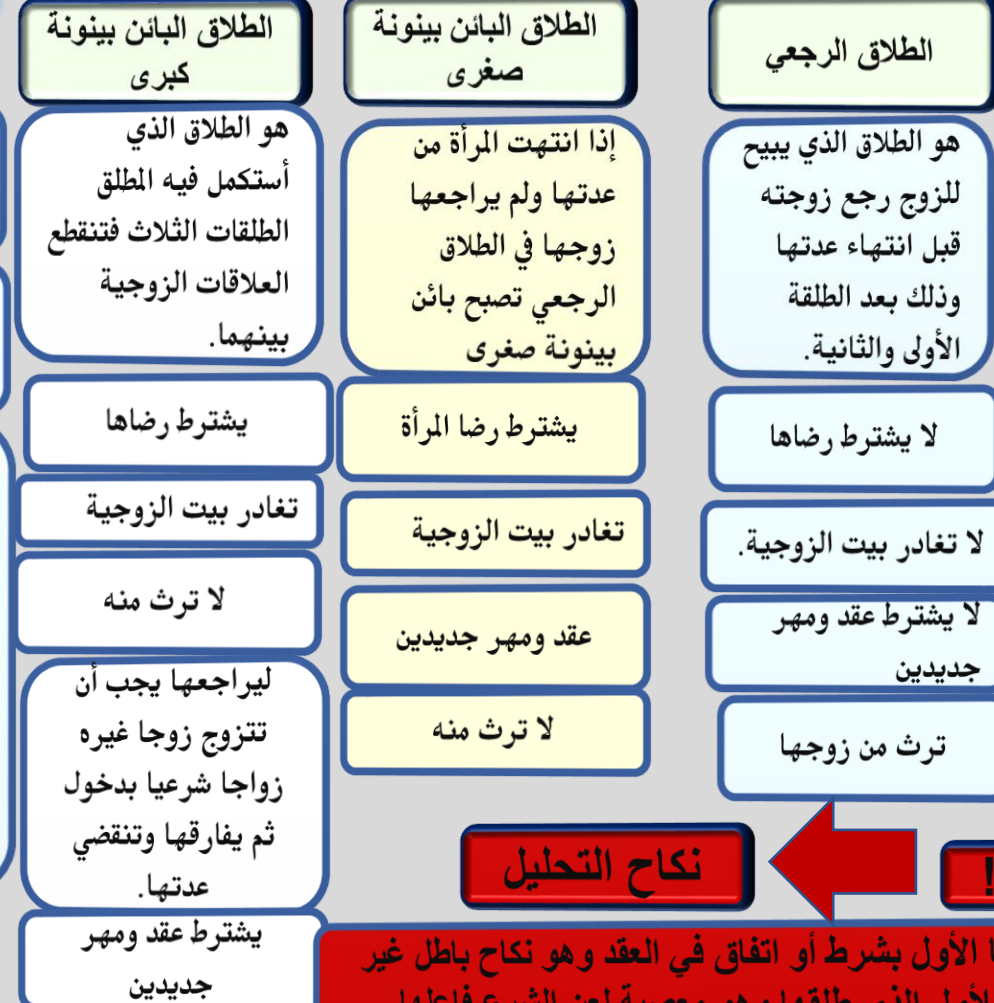 الطلاق الرجعي
هو الطلاق الذي يبيح
للزوج رجع زوجته
قبل انتهاء عدتها
وذلك بعد الطلقة
الأولى والثانية.
لا يشترط رضاها
لا تغادر بيت الزوجية.
لا يشترط عقد ومهر
جديدين
ترث من زوجها
الطلاق البائن بينونة
صغرى
إذا انتهت المرأة من
عدتها ولم يراجعها
زوجها في الطلاق
الرجعي تصبح بائن
بينونة صغرى
يشترط رضا المرأة
تغادر بيت الزوجية
عقد ومهر جديدين
لا ترث منه
الطلاق البائن بينونة
كبرى
هو الطلاق الذي
أستكمل فيه المطلق
الطلقات الثلاث فتنقطع
العلاقات الزوجية
بينهما.
يشترط رضاها
تغادر بيت الزوجية
لا ترث منه
ليراجعها يجب أن
تتزوج زوجا غيره
زواجا شرعيا بدخول
ثم يفارقها وتنقضي
عدتها.
يشترط عقد ومهر
جديدين
!
نكاح التحليل
الأول بشرط أو اتفاق في العقد وهو نكاح باطل غير